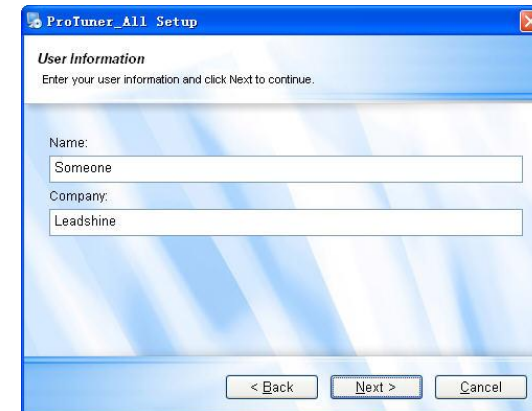 ProTuner_All Setup
User Information
Enter your user information and click Next to continue.
Name:
Someone
Company:
Leadshine
< Back
Next >
Cancel